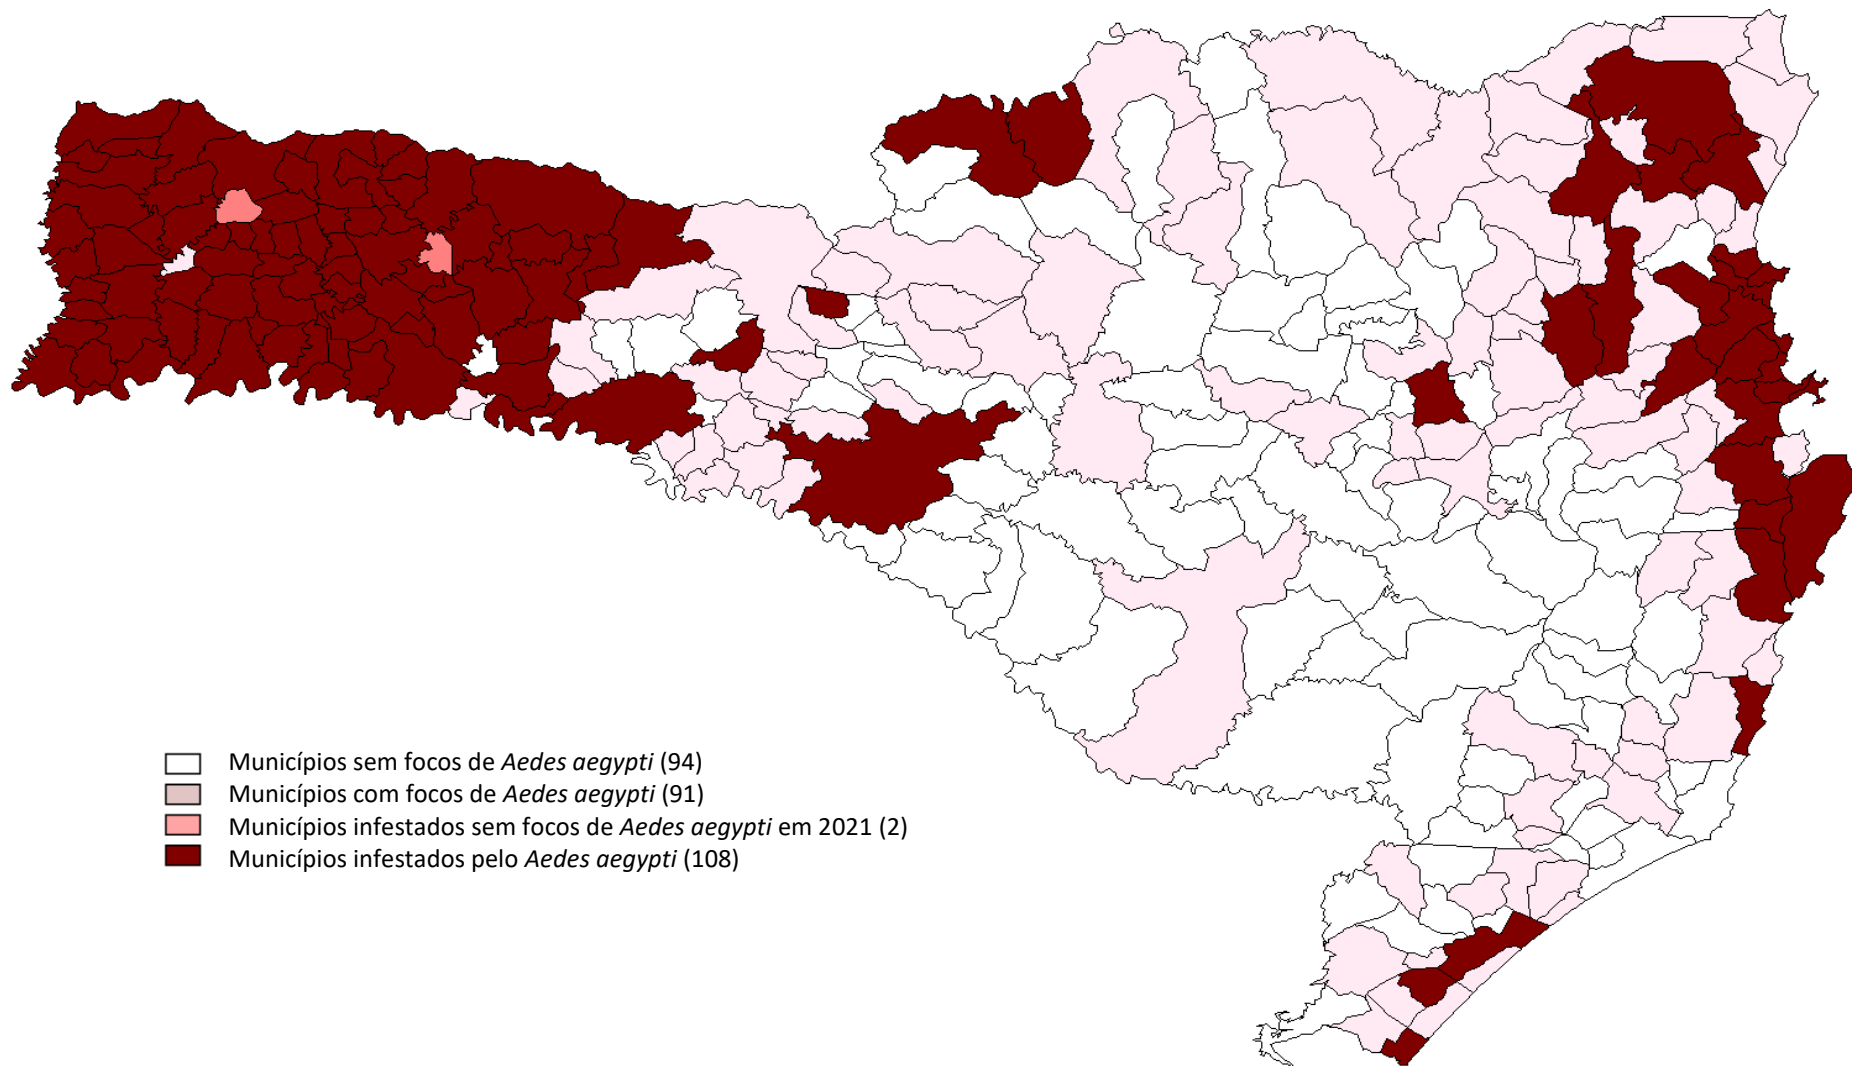 Municípios sem focos de Aedes aegypti (94)
Municípios com focos de Aedes aegypti (91)
Municípios infestados sem focos de Aedes aegypti em 2021 (2)
Municípios infestados pelo Aedes aegypti (108)